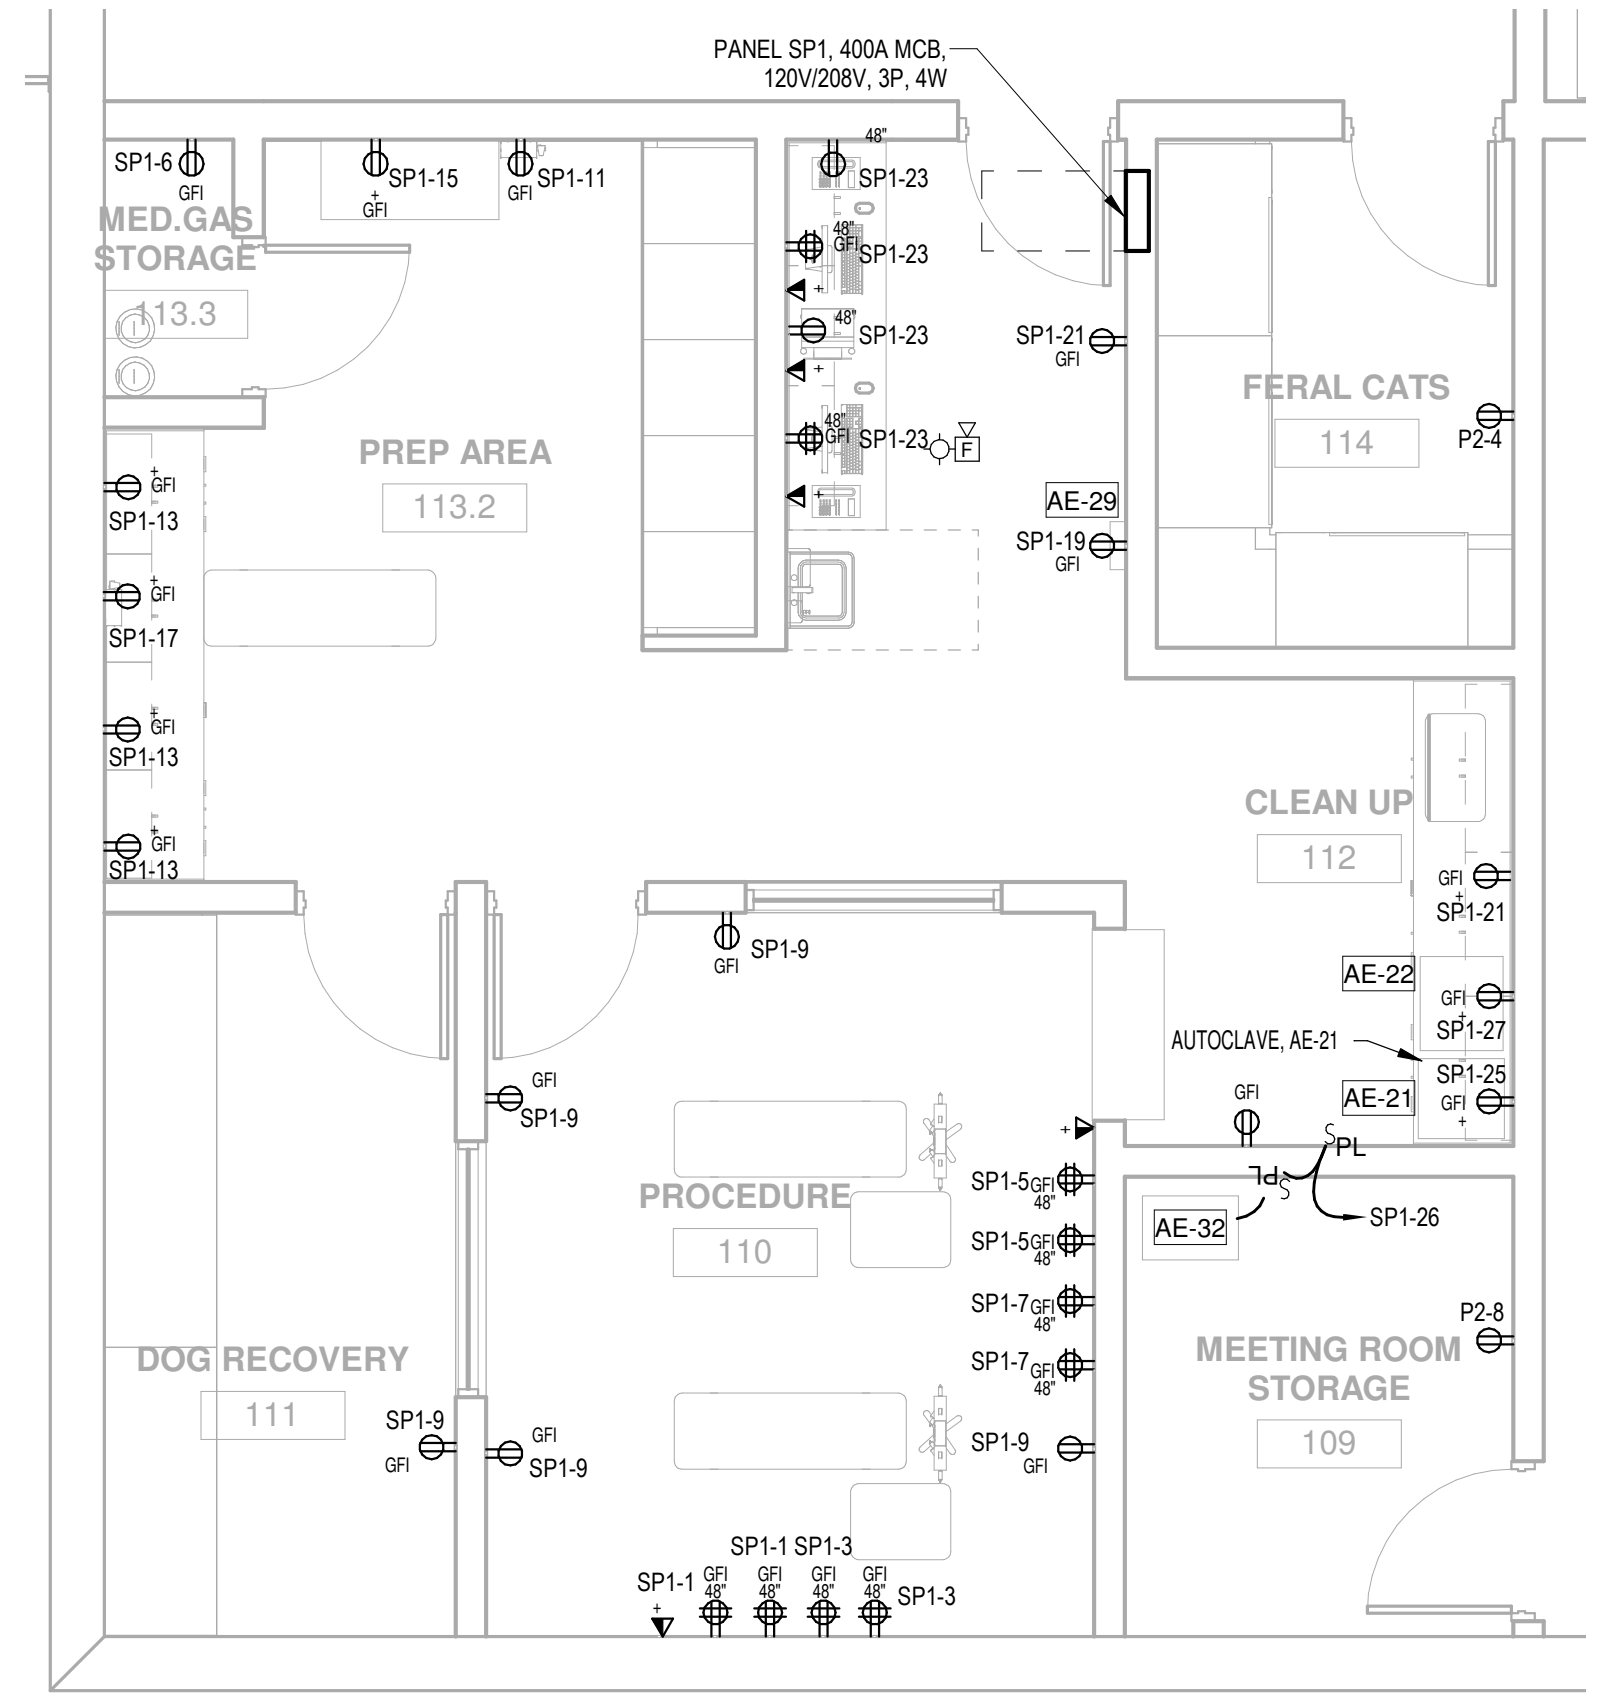 PANEL SP1, 400A MCB,
120V/208V, 3P, 4W
SP1-6
GFI
SP1-15
+
GFI
SP1-11
GFI
48"
SP1-23
MED.GAS
STORAGE
113.3
48"
GFI
SP1-23
+
48"
SP1-23
+
48"
GFI
SP1-23
+
F
SP1-21
GFI
FERAL CATS
114
P2-4
AE-29
SP1-19
GFI
PREP AREA
113.2
+
GFI
SP1-13
+
GFI
SP1-17
+
GFI
SP1-13
+
GFI
SP1-13
CLEAN UP
112
GFI
+
SP1-21
AE-22
GFI
+
SP1-27
AUTOCLAVE, AE-21
SP1-25
AE-21
GFI
+
GFI
SP1-9
GFI
GFI
SP1-9
+
S
PL
S
PL
SP1-26
AE-32
PROCEDURE
110
SP1-5
GFI
48"
SP1-5
GFI
48"
SP1-7
GFI
48"
SP1-7
GFI
48"
SP1-9
GFI
P2-8
MEETING ROOM
STORAGE
109
DOG RECOVERY
111
SP1-9
GFI
GFI
SP1-9
SP1-1 SP1-3
SP1-1
GFI
48"
GFI
48"
GFI
48"
GFI
48"
SP1-3
+